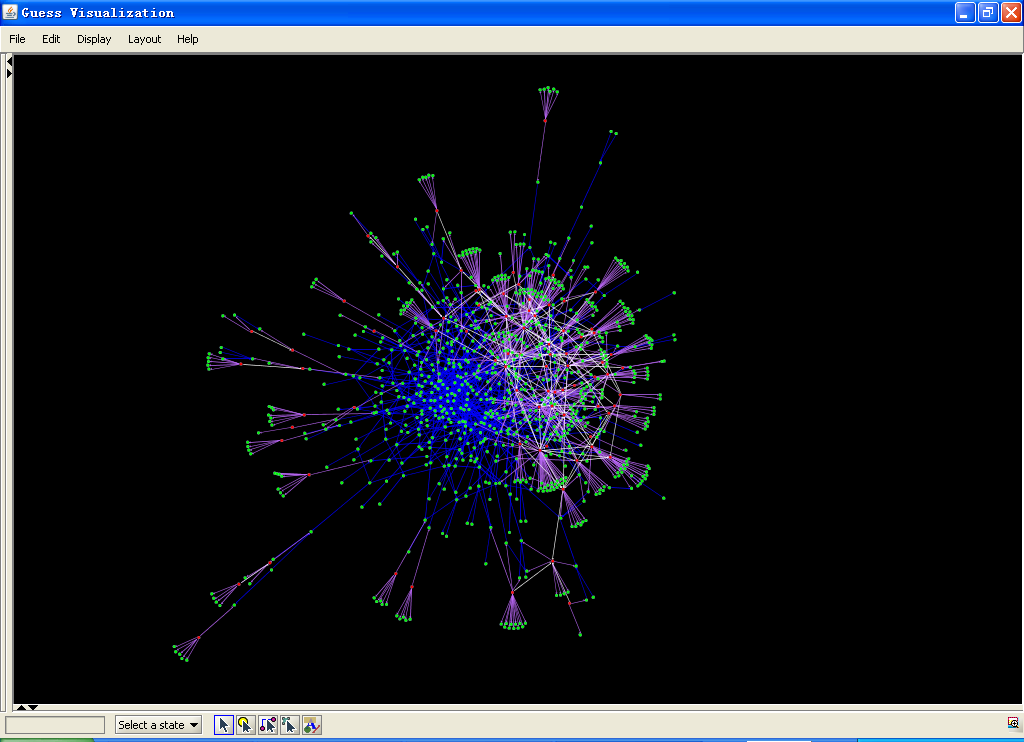 Guess Visualization
File Edit Display Layout Help
Select a state